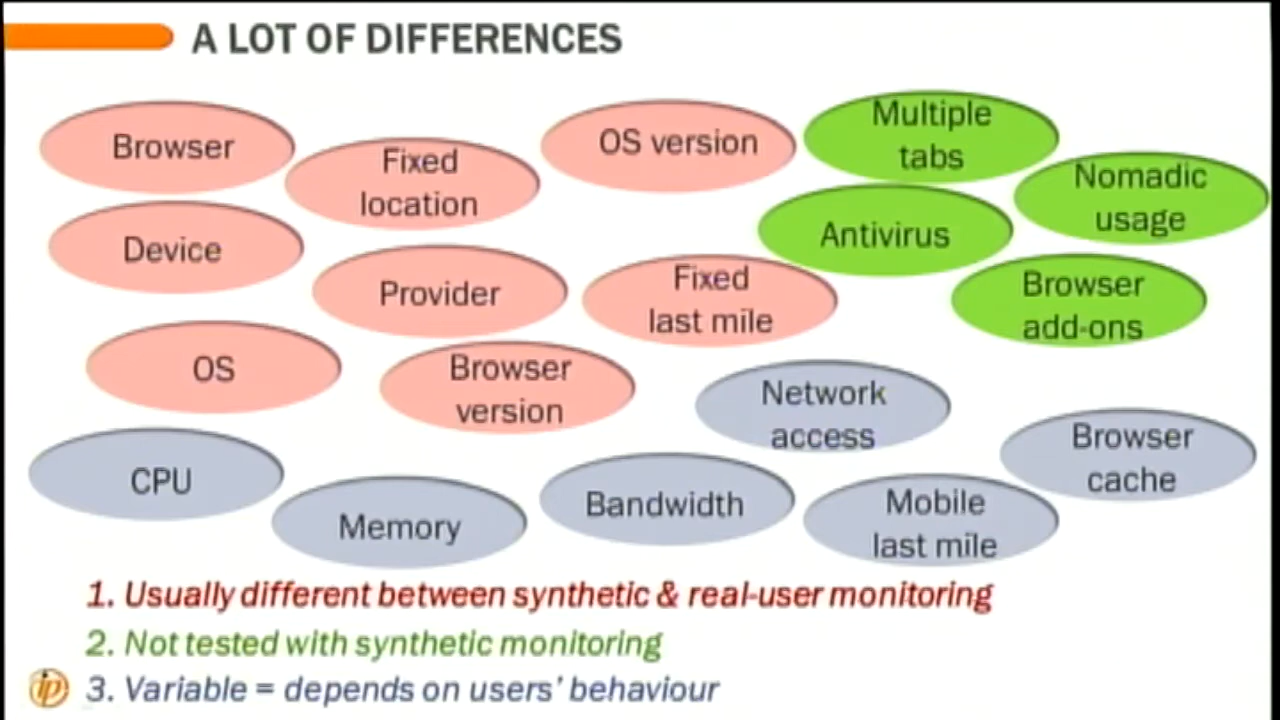 A LOT OF DIFFERENCES
Browser
Fixed
location
OS version
Multiple
tabs
Nomadic
usage
Device
Provider
Fixed
last mile
Antivirus
Browser
add-ons
OS
Browser
version
Network
access
Browser
cache
CPU
Memory
Bandwidth
Mobile
last mile
1. Usually different between synthetic & real-user monitoring
2. Not tested with synthetic monitoring
3. Variable = depends on users' behaviour
ip